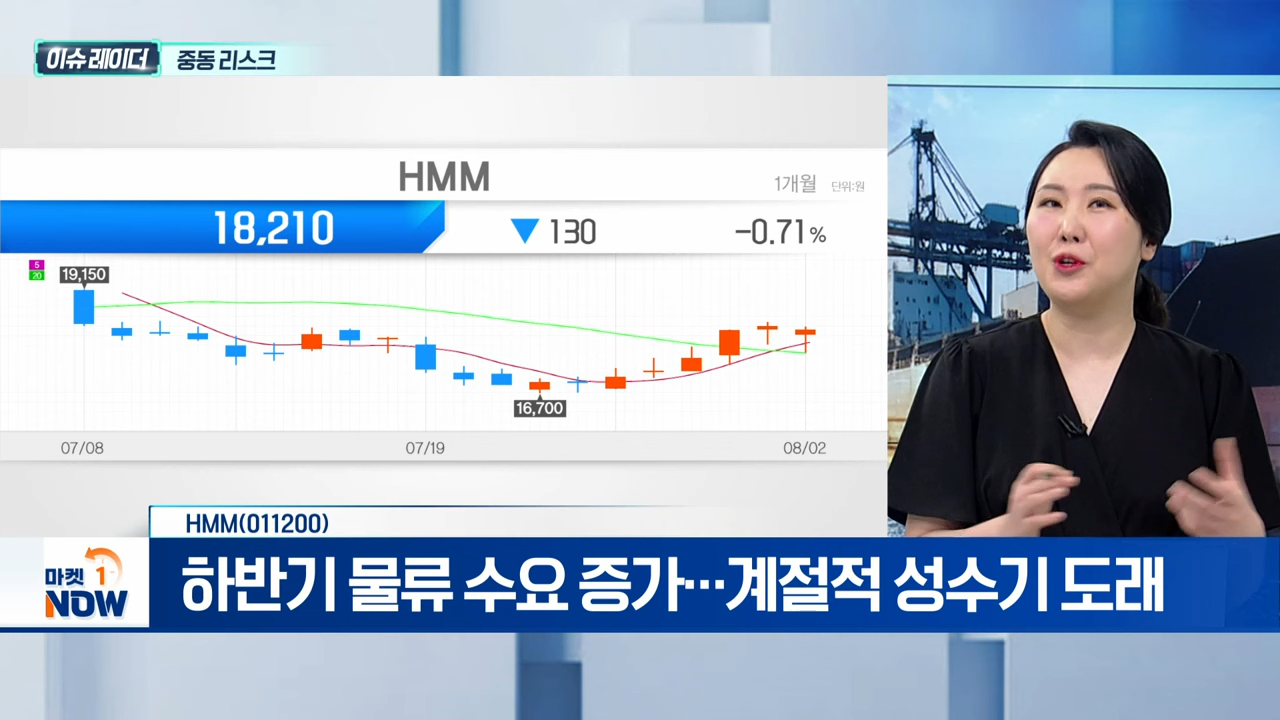 이슈 레이더 중동 리스크
HMM
1개월 단위:원
18,210 ▼ 130 -0.71%
5
20
19,150
16,700
07/08 07/19 08/02
HMM(011200)
마켓 1
NOW
하반기 물류 수요 증가…계절적 성수기 도래